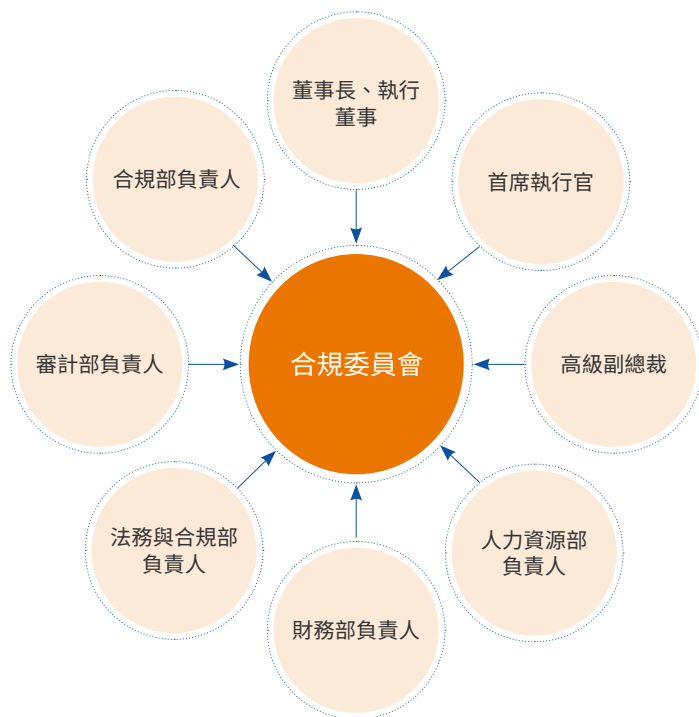 董事長、執行
董事
首席執行官
高級副總裁
人力資源部
負責人
財務部負責人
法務與合規部
負責人
審計部負責人
合規部負責人
合規委員會